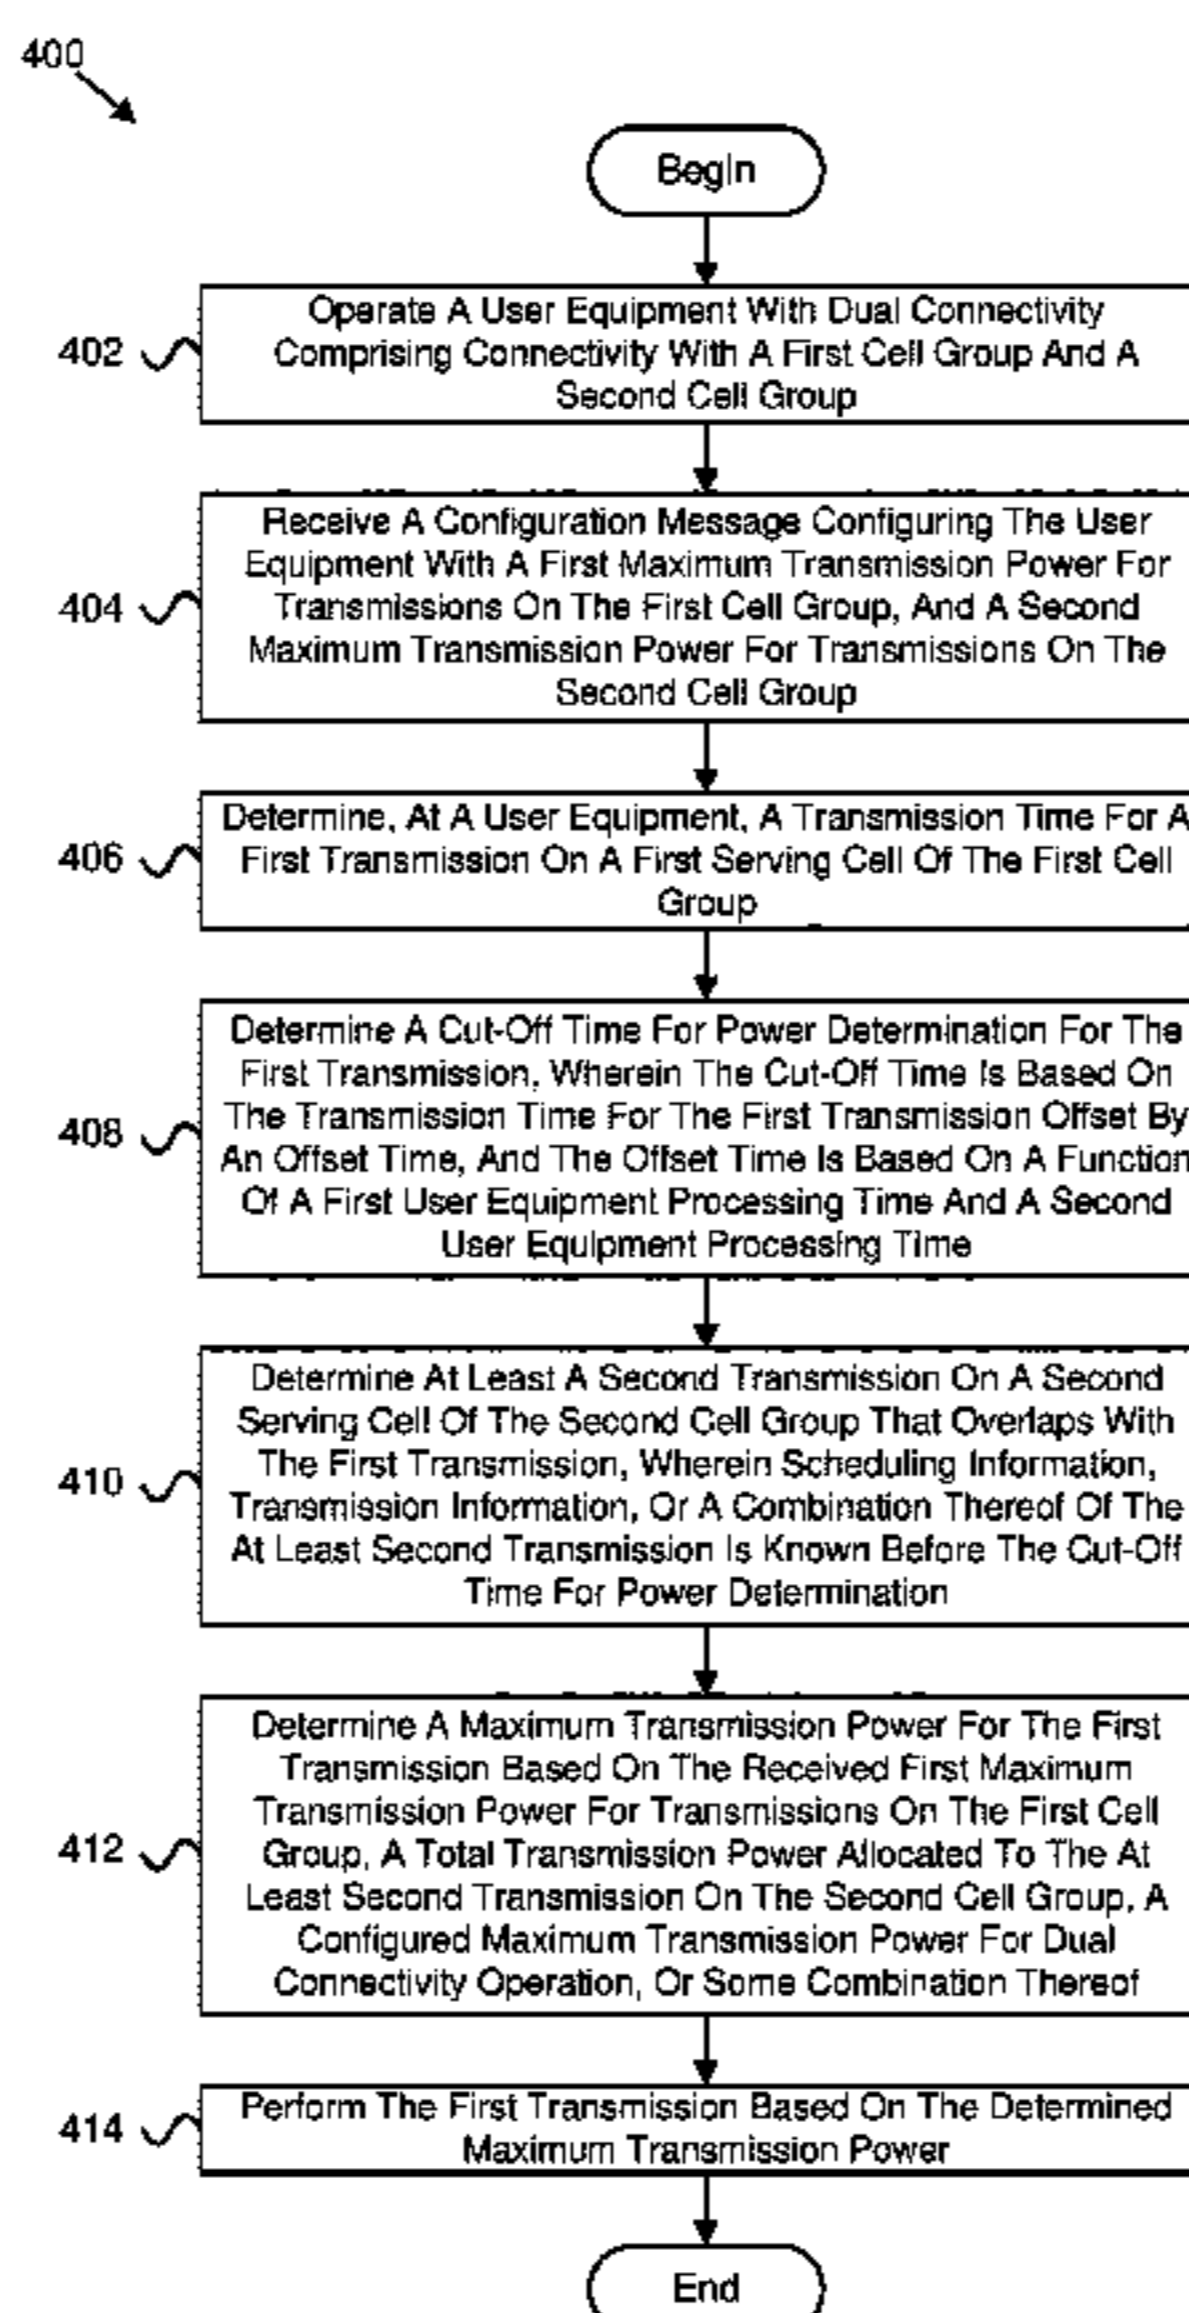 400
Begin
402
Operate A User Equipment With Dual Connectivity
Comprising Connectivity With A First Cell Group And A
Second Cell Group
404
Receive A Configuration Message Configuring The User
Equipment With A First Maximum Transmission Power For
Transmissions On The First Cell Group, And A Second
Maximum Transmission Power For Transmissions On The
Second Cell Group
406
Determine, At A User Equipment, A Transmission Time For A
First Transmission On A First Serving Cell Of The First Cell
Group
408
Determine A Cut-Off Time For Power Determination For The
First Transmission, Wherein The Cut-Off Time Is Based On
The Transmission Time For The First Transmission Offset By
An Offset Time, And The Offset Time Is Based On A Function
Of A First User Equipment Processing Time And A Second
User Equipment Processing Time
410
Determine At Least A Second Transmission On A Second
Serving Cell Of The Second Cell Group That Overlaps With
The First Transmission, Wherein Scheduling Information,
Transmission Information, Or A Combination Thereof Of The
At Least Second Transmission Is Known Before The Cut-Off
Time For Power Determination
412
Determine A Maximum Transmission Power For The First
Transmission Based On The Received First Maximum
Transmission Power For Transmissions On The First Cell
Group, A Total Transmission Power Allocated To The At
Least Second Transmission On The Second Cell Group, A
Configured Maximum Transmission Power For Dual
Connectivity Operation, Or Some Combination Thereof
414
Perform The First Transmission Based On The Determined
Maximum Transmission Power
End